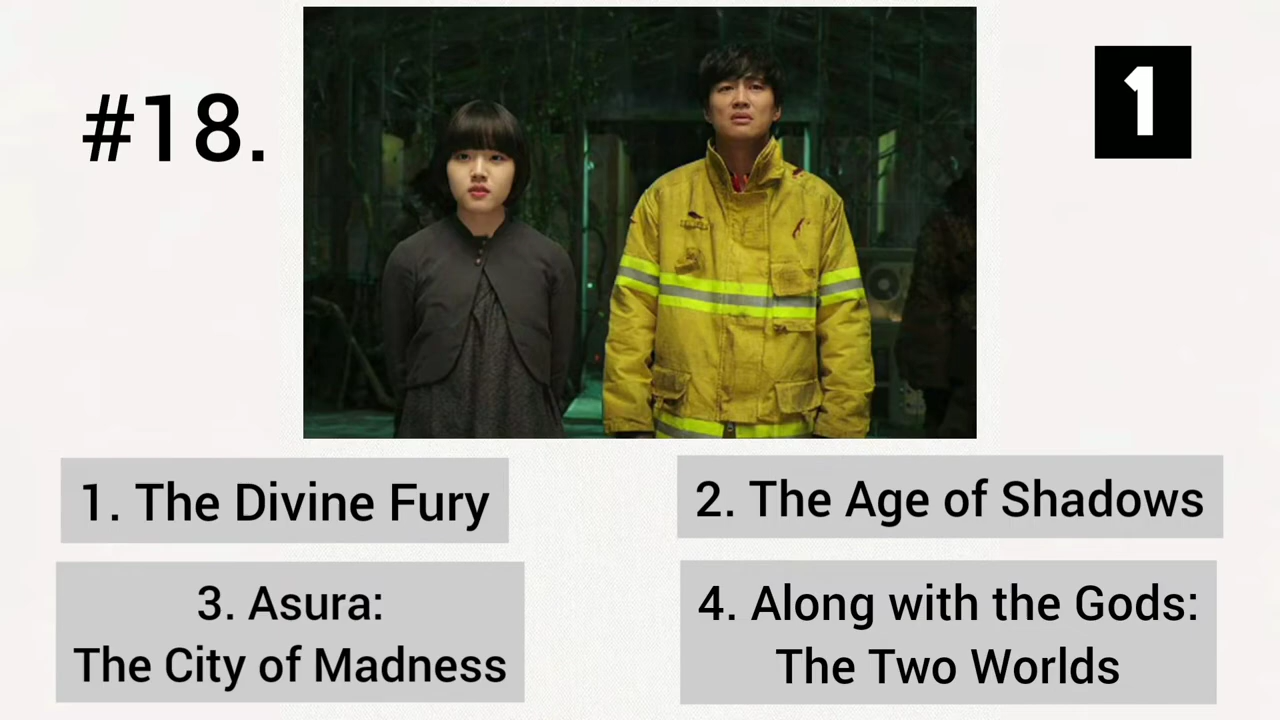 #18.
1
1. The Divine Fury
2. The Age of Shadows
3. Asura:
The City of Madness
4. Along with the Gods:
The Two Worlds